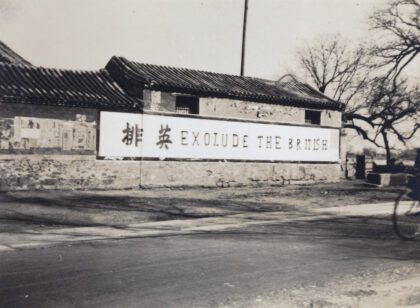 排英 EXOLUDE THE BRITISH